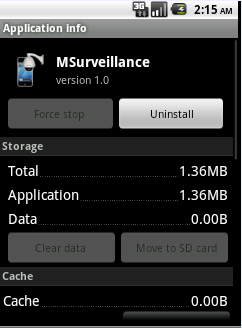 3G 2:15 AM
Application info
MSurveillance
version 1.0
Force stop Uninstall
Storage
Total 1.36MB
Application 1.36MB
Data 0.00B
Clear data Move to SD card
Cache
Cache 0.00B